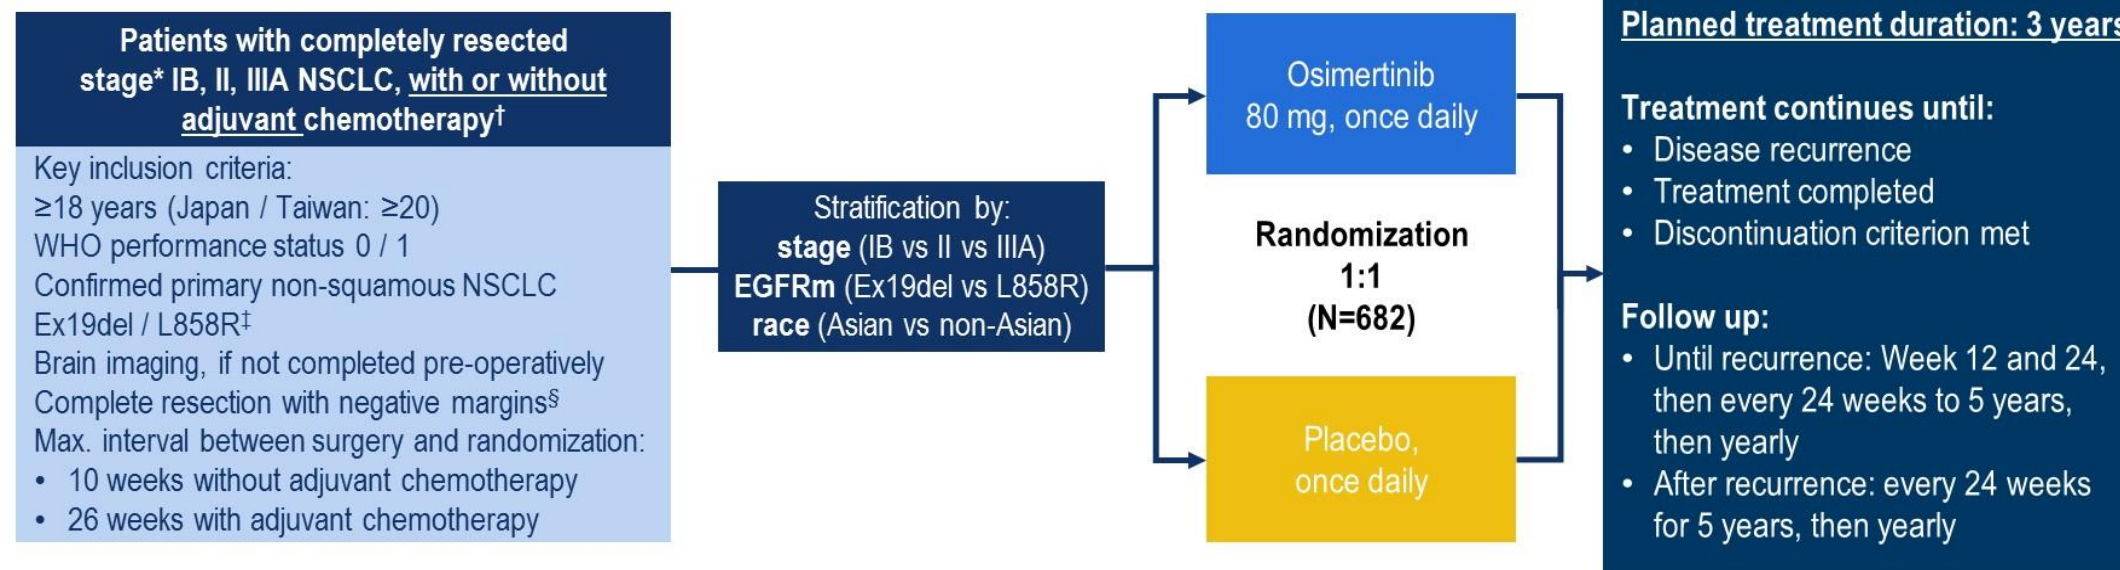 Patients with completely resected
stage* IB, II, IIIA NSCLC, with or without
adjuvant chemotherapy†
Key inclusion criteria:
≥18 years (Japan / Taiwan: ≥20)
WHO performance status 0 / 1
Confirmed primary non-squamous NSCLC
Ex19del / L858R‡
Brain imaging, if not completed pre-operatively
Complete resection with negative margins§
Max. interval between surgery and randomization:
• 10 weeks without adjuvant chemotherapy
• 26 weeks with adjuvant chemotherapy
Stratification by:
stage (IB vs II vs IIIA)
EGFRm (Ex19del vs L858R)
race (Asian vs non-Asian)
Osimertinib
80 mg, once daily
Randomization
1:1
(N=682)
Placebo,
once daily
Planned treatment duration: 3 years
Treatment continues until:
• Disease recurrence
• Treatment completed
• Discontinuation criterion met
Follow up:
• Until recurrence: Week 12 and 24,
then every 24 weeks to 5 years,
then yearly
• After recurrence: every 24 weeks
for 5 years, then yearly